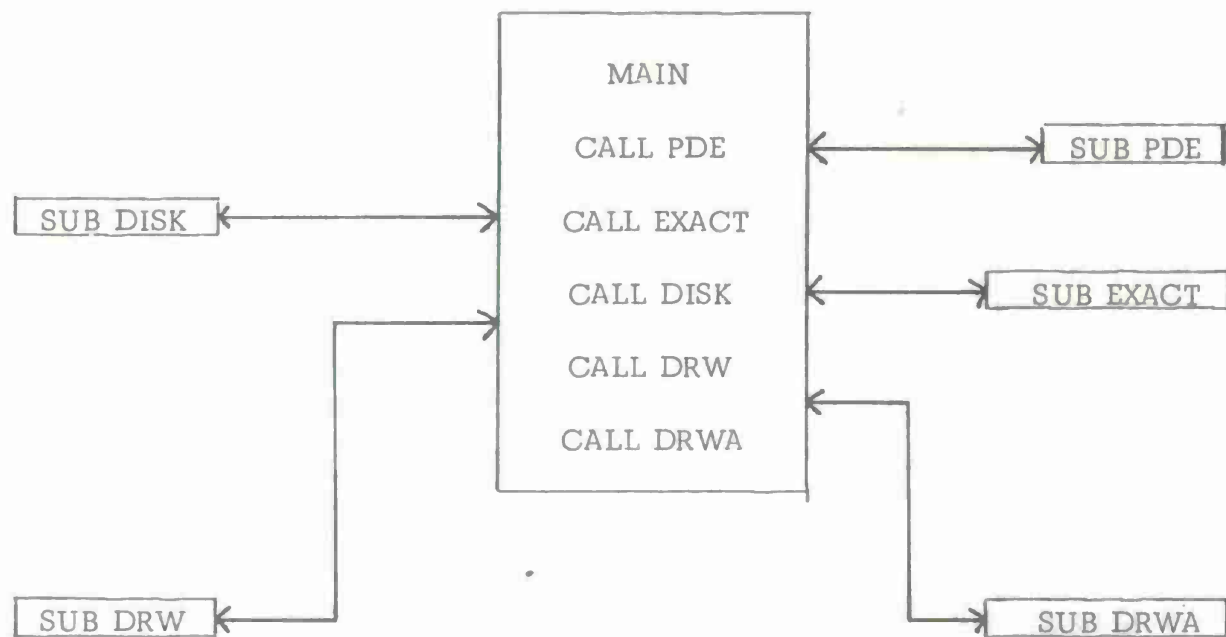 MAIN
CALL PDE
SUB PDE
SUB DISK
CALL EXACT
CALL DISK
SUB EXACT
CALL DRW
CALL DRWA
SUB DRW
SUB DRWA